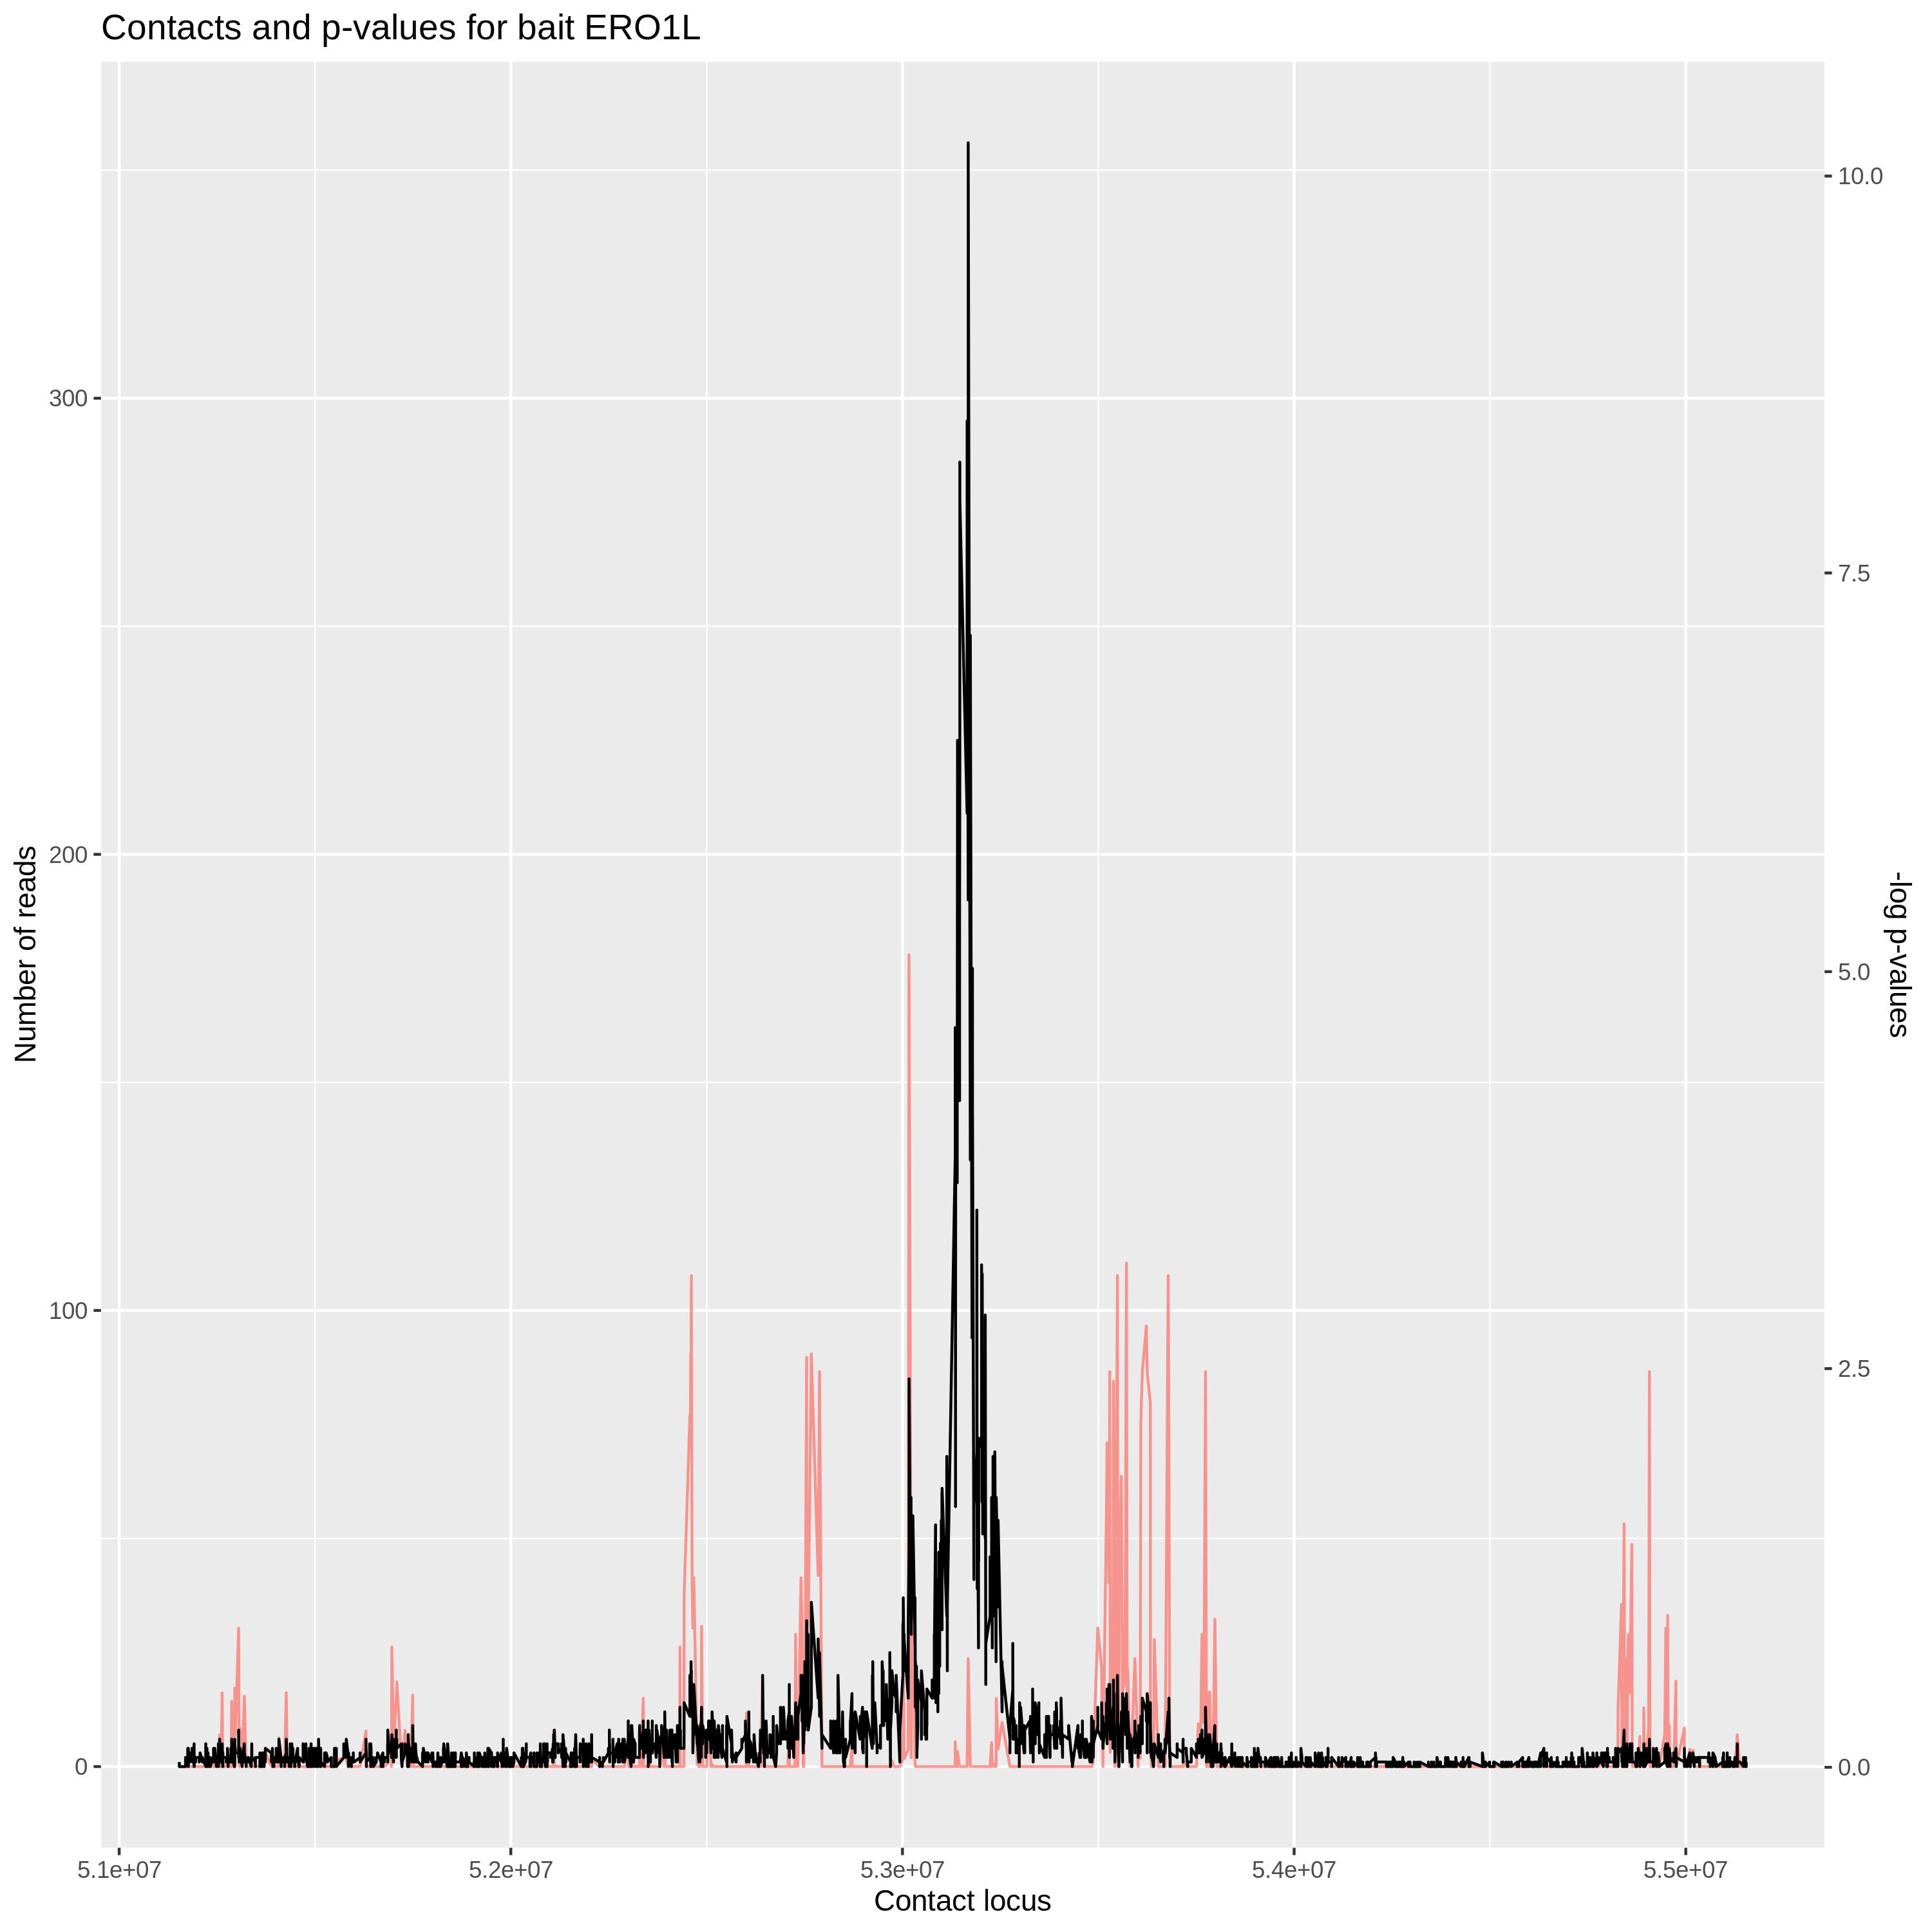 Contacts and p-values for bait ERO1L
Number of reads
300
200
100
0
10.0
7.5
5.0
2.5
0.0
-log p-values
5.1e+07 5.2e+07 5.3e+07 5.4e+07 5.5e+07
Contact locus